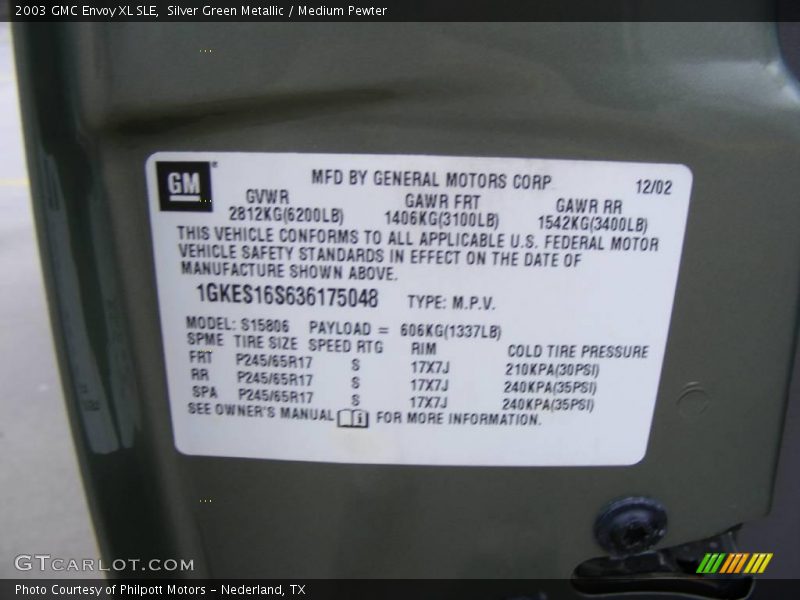 2003 GMC Envoy XL SLE,  Silver Green Metallic / Medium Pewter
GM
MFD BY GENERAL MOTORS CORP
12/02
GVWR GAWR FRT GAWR RR
2812KG(6200LB) 1406KG(3100LB) 1542KG(3400LB)
THIS VEHICLE CONFORMS TO ALL APPLICABLE U.S. FEDERAL MOTOR
VEHICLE SAFETY STANDARDS IN EFFECT ON THE DATE OF
MANUFACTURE SHOWN ABOVE.
1GKES16S636175048 TYPE: M.P.V.
MODEL: S15806 PAYLOAD = 606KG(1337LB)
SPME TIRE SIZE SPEED RTG RIM COLD TIRE PRESSURE
FRT P245/65R17 S 17X7J 210KPA(30PSI)
RR P245/65R17 S 17X7J 240KPA(35PSI)
SPA P245/65R17 S 17X7J 240KPA(35PSI)
SEE OWNER'S MANUAL FOR MORE INFORMATION.
GTCARLOT.COM
Photo Courtesy of Philpott Motors - Nederland, TX